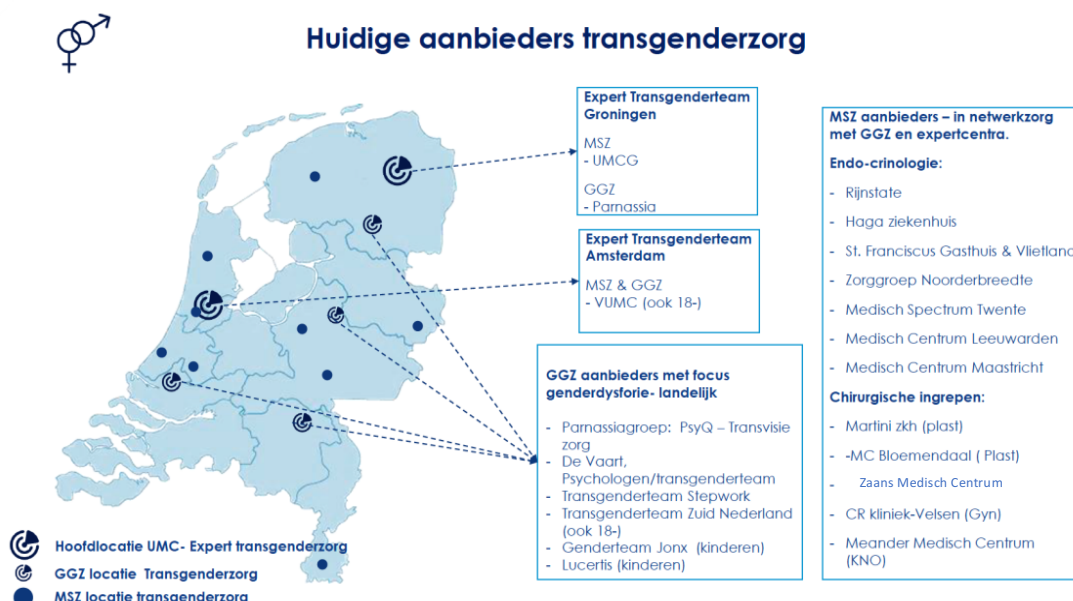 Huidige aanbieders transgenderzorg
Expert Transgenderteam
Groningen
MSZ
- UMCG
GGZ
- Parnassia
Expert Transgenderteam
Amsterdam
MSZ & GGZ
- VUMC (ook 18-)
GGZ aanbieders met focus
genderdysforie- landelijk
- Parnassiagroep: PsyQ – Transvisie
zorg
- De Vaart,
Psychologen/transgenderteam
- Transgenderteam Stepwork
- Transgenderteam Zuid Nederland
(ook 18-)
- Genderteam Jonx (kinderen)
- Lucertis (kinderen)
MSZ aanbieders – in netwerkzorg
met GGZ en expertcentra.
Endo-crinologie:
- Rijnstate
- Haga ziekenhuis
- St. Franciscus Gasthuis & Vlietland
- Zorggroep Noorderbreedte
- Medisch Spectrum Twente
- Medisch Centrum Leeuwarden
- Medisch Centrum Maastricht
Chirurgische ingrepen:
- Martini zkh (plast)
- -MC Bloemendaal ( Plast)
- Zaans Medisch Centrum
- CR kliniek-Velsen (Gyn)
- Meander Medisch Centrum
(KNO)
Hoofdlocatie UMC- Expert transgenderzorg
GGZ locatie Transgenderzorg
MSZ locatie transgenderzorg